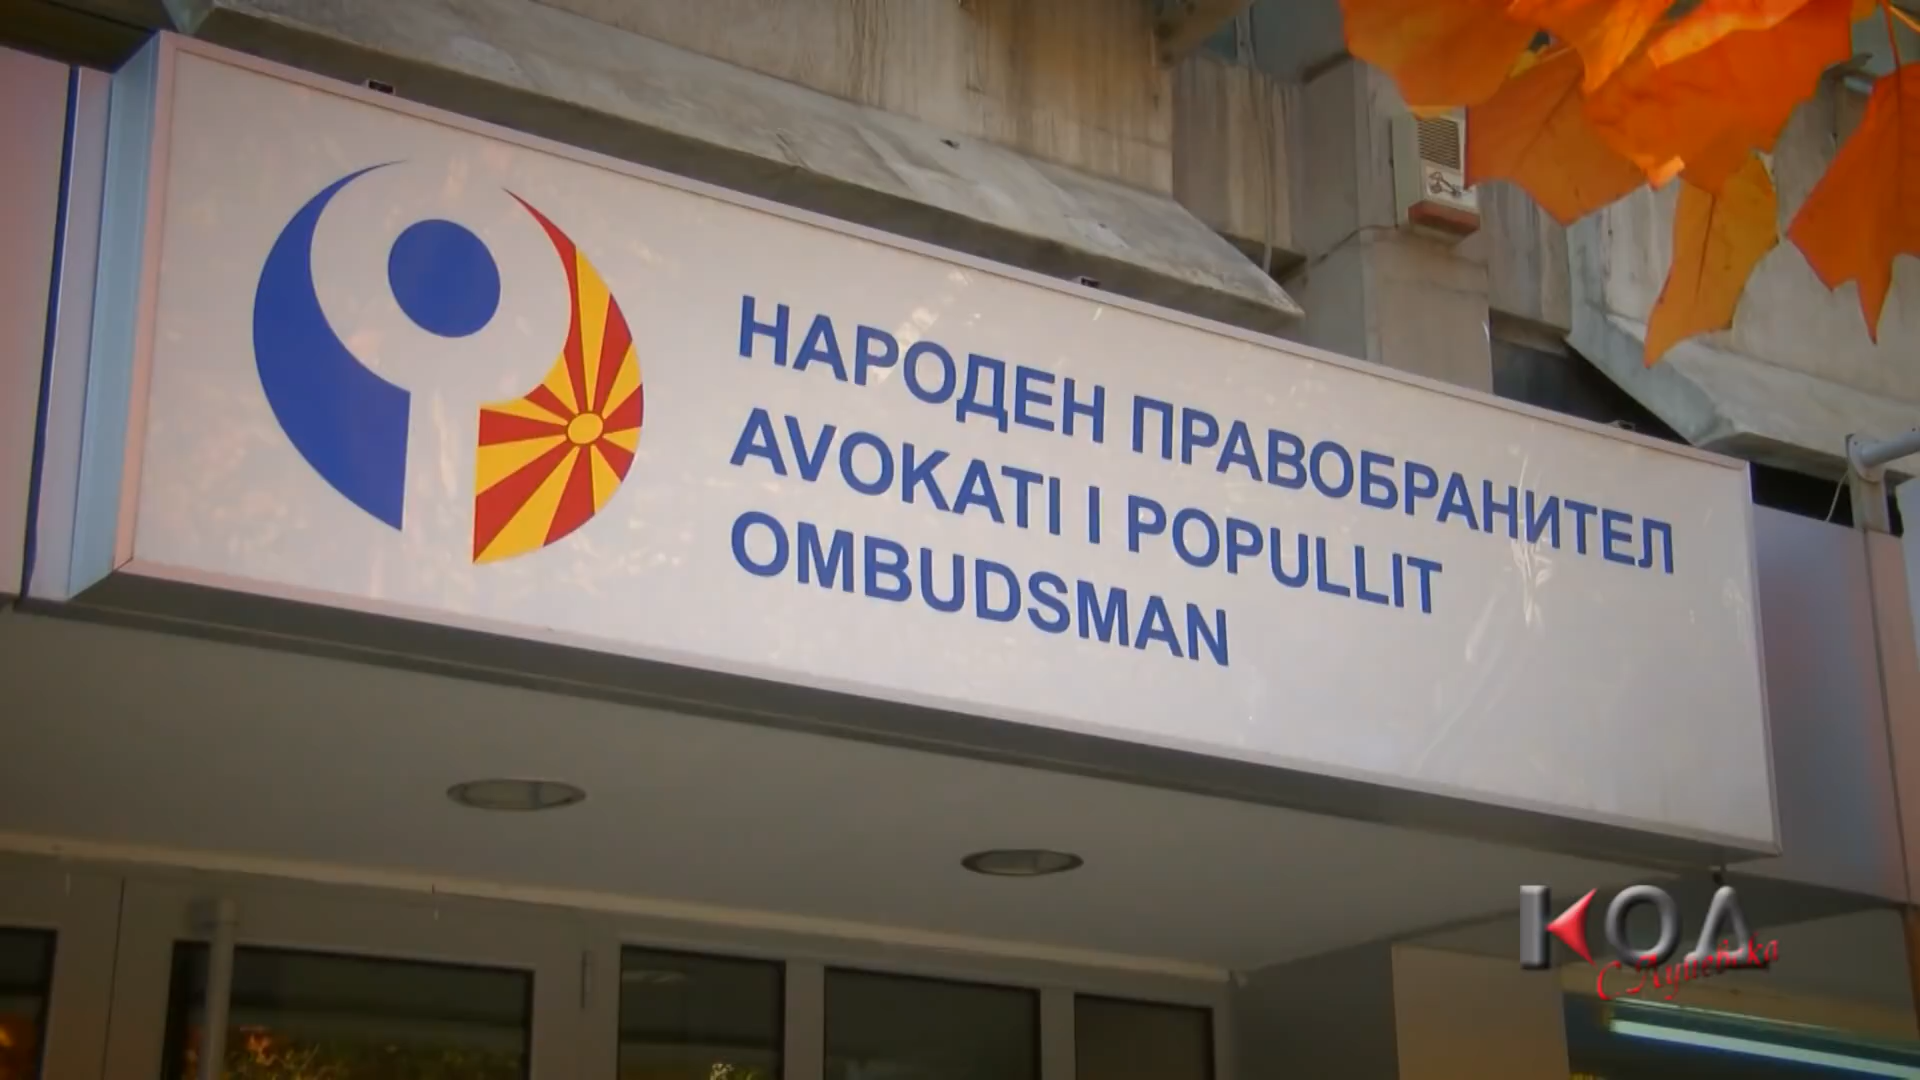 НАРОДЕН ПРАВОБРАНИТЕЛ
AVOKATI I POPULLIT
OMBUDSMAN
КОД